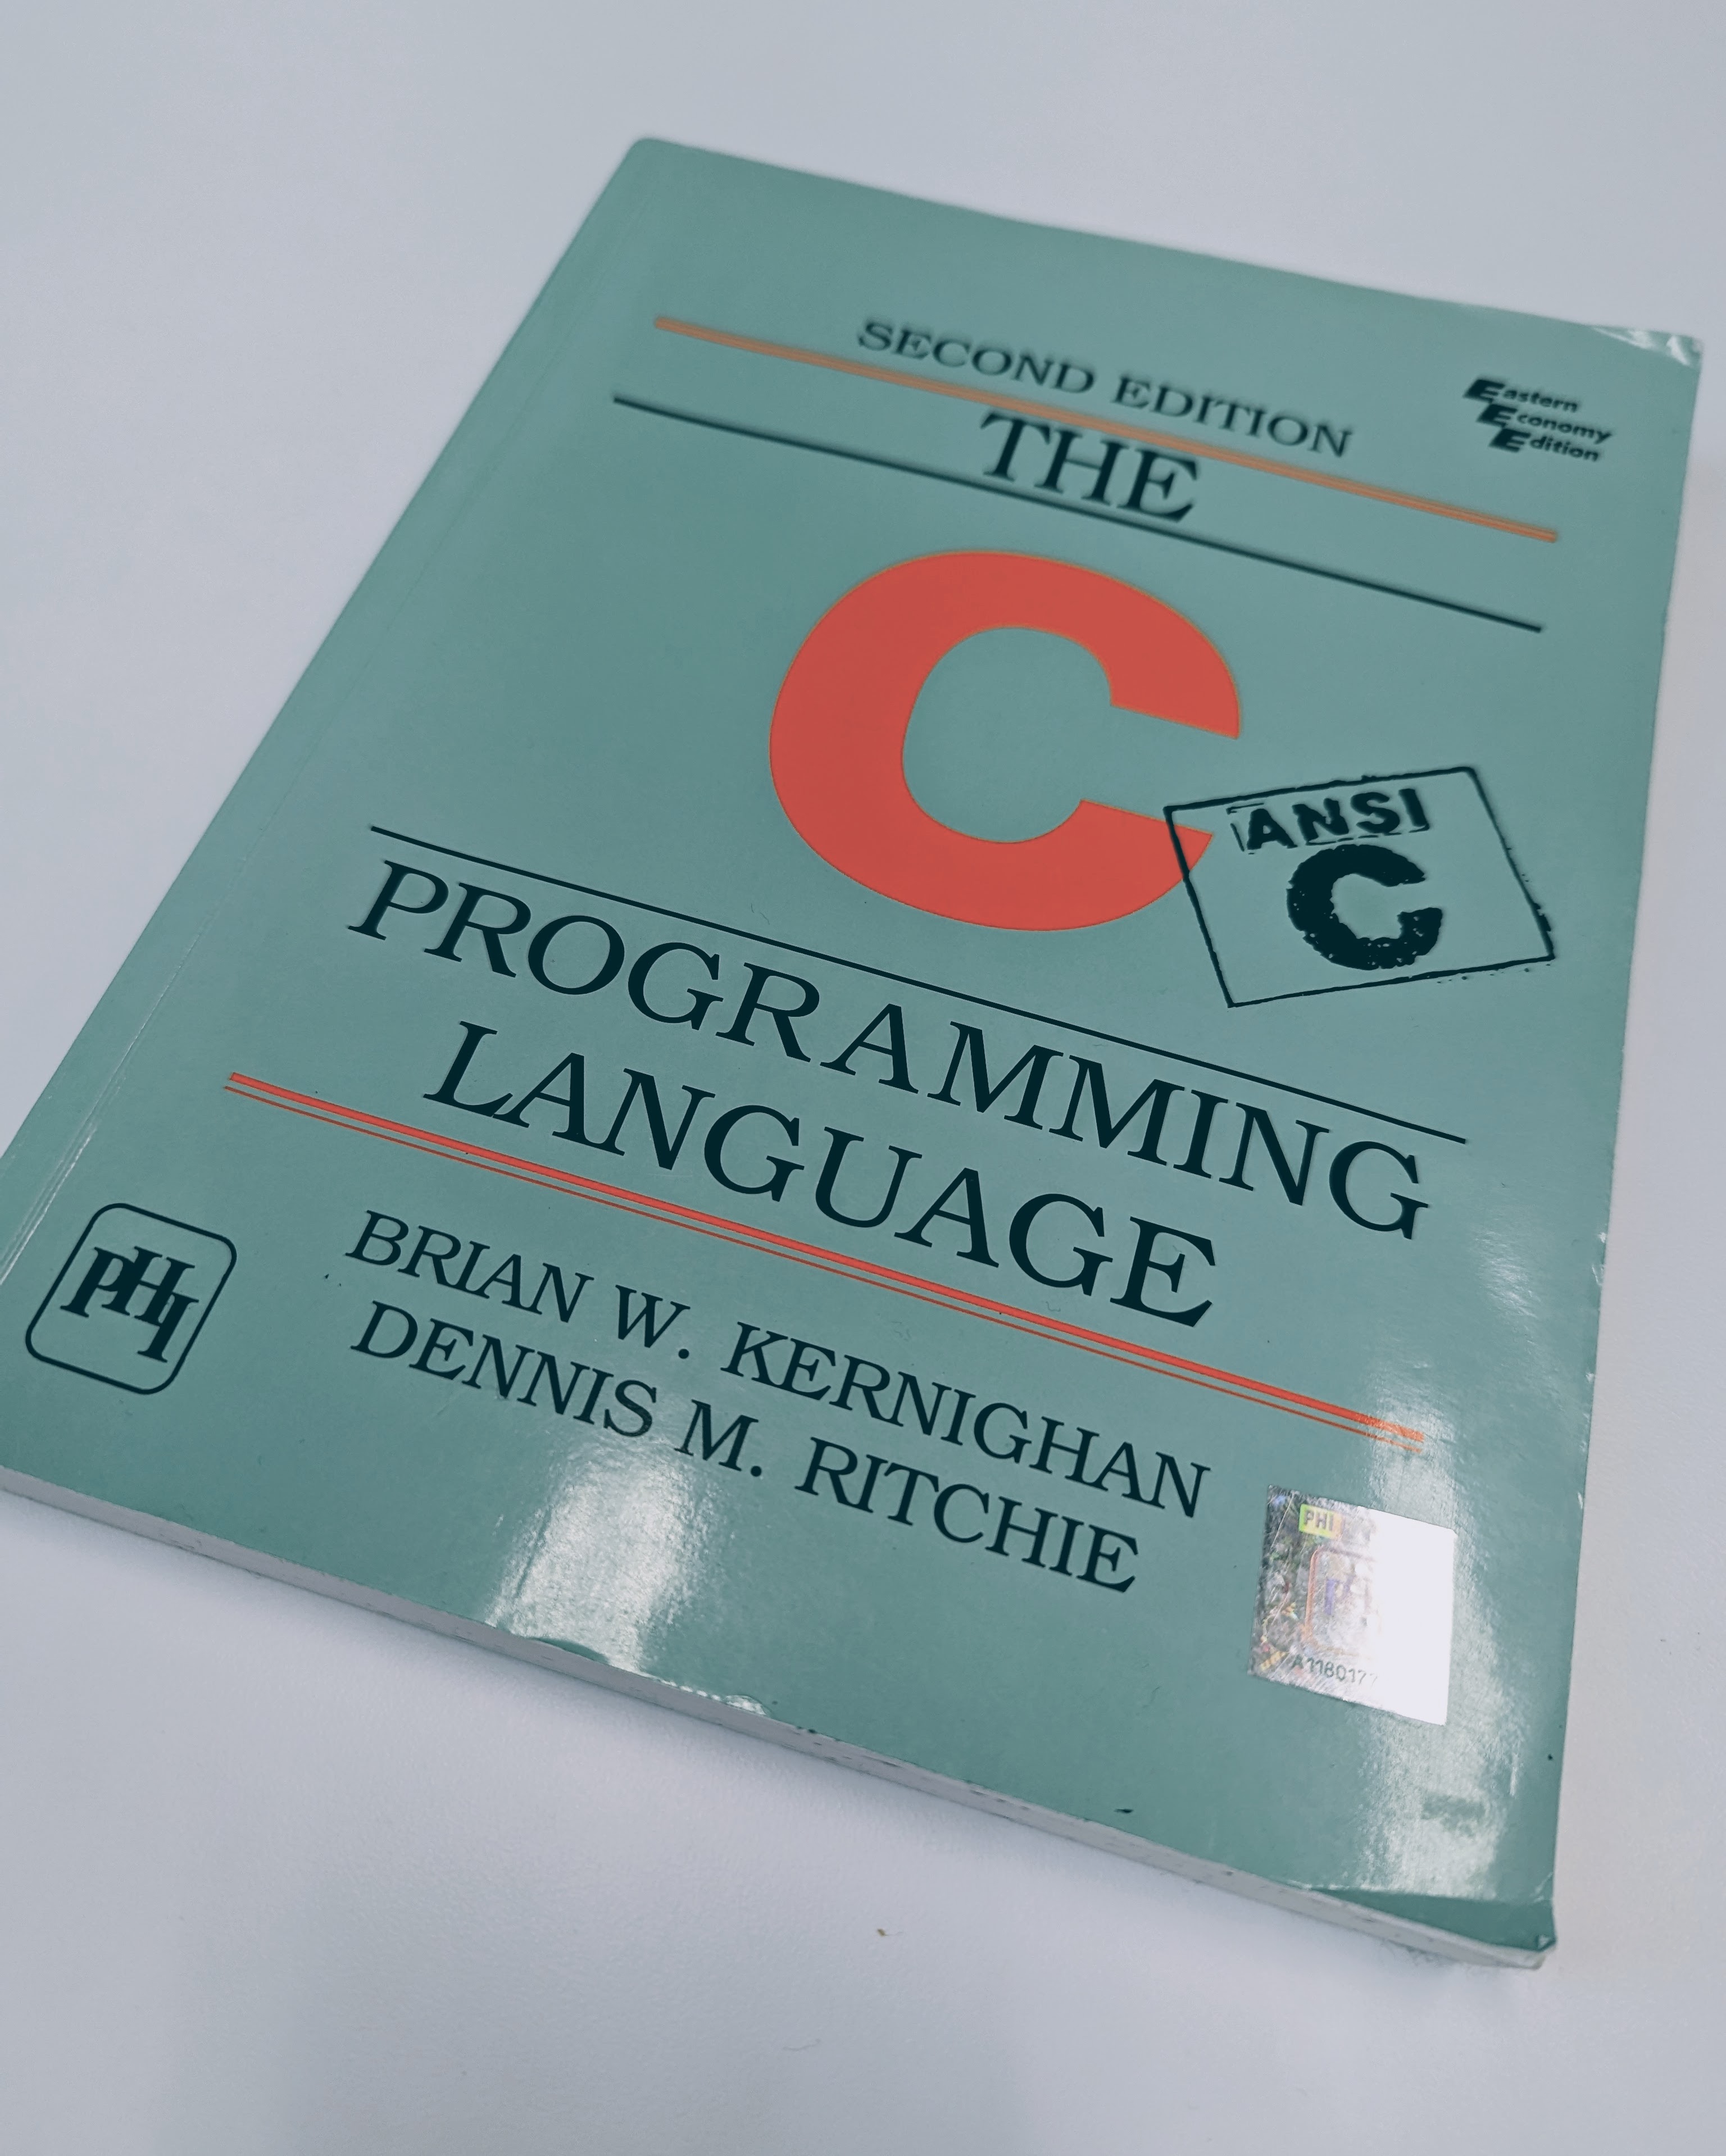 SECOND EDITION
Eastern
Economy
Edition
THE
C
ANSI
C
PROGRAMMING
LANGUAGE
BRIAN W. KERNIGHAN
DENNIS M. RITCHIE
PHI
PHI